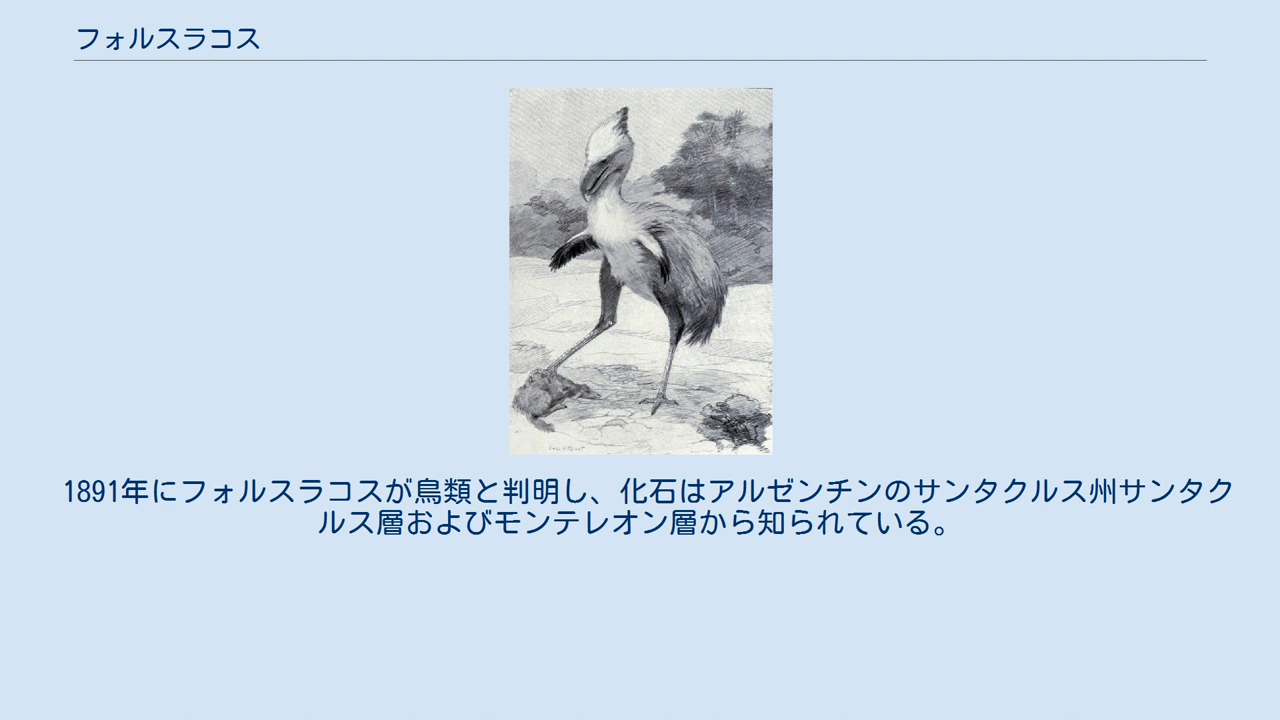 フォルスラコス
1891年にフォルスラコスが鳥類と判明し、化石はアルゼンチンのサンタクルス州サンタク
ルス層およびモンテレオン層から知られている。